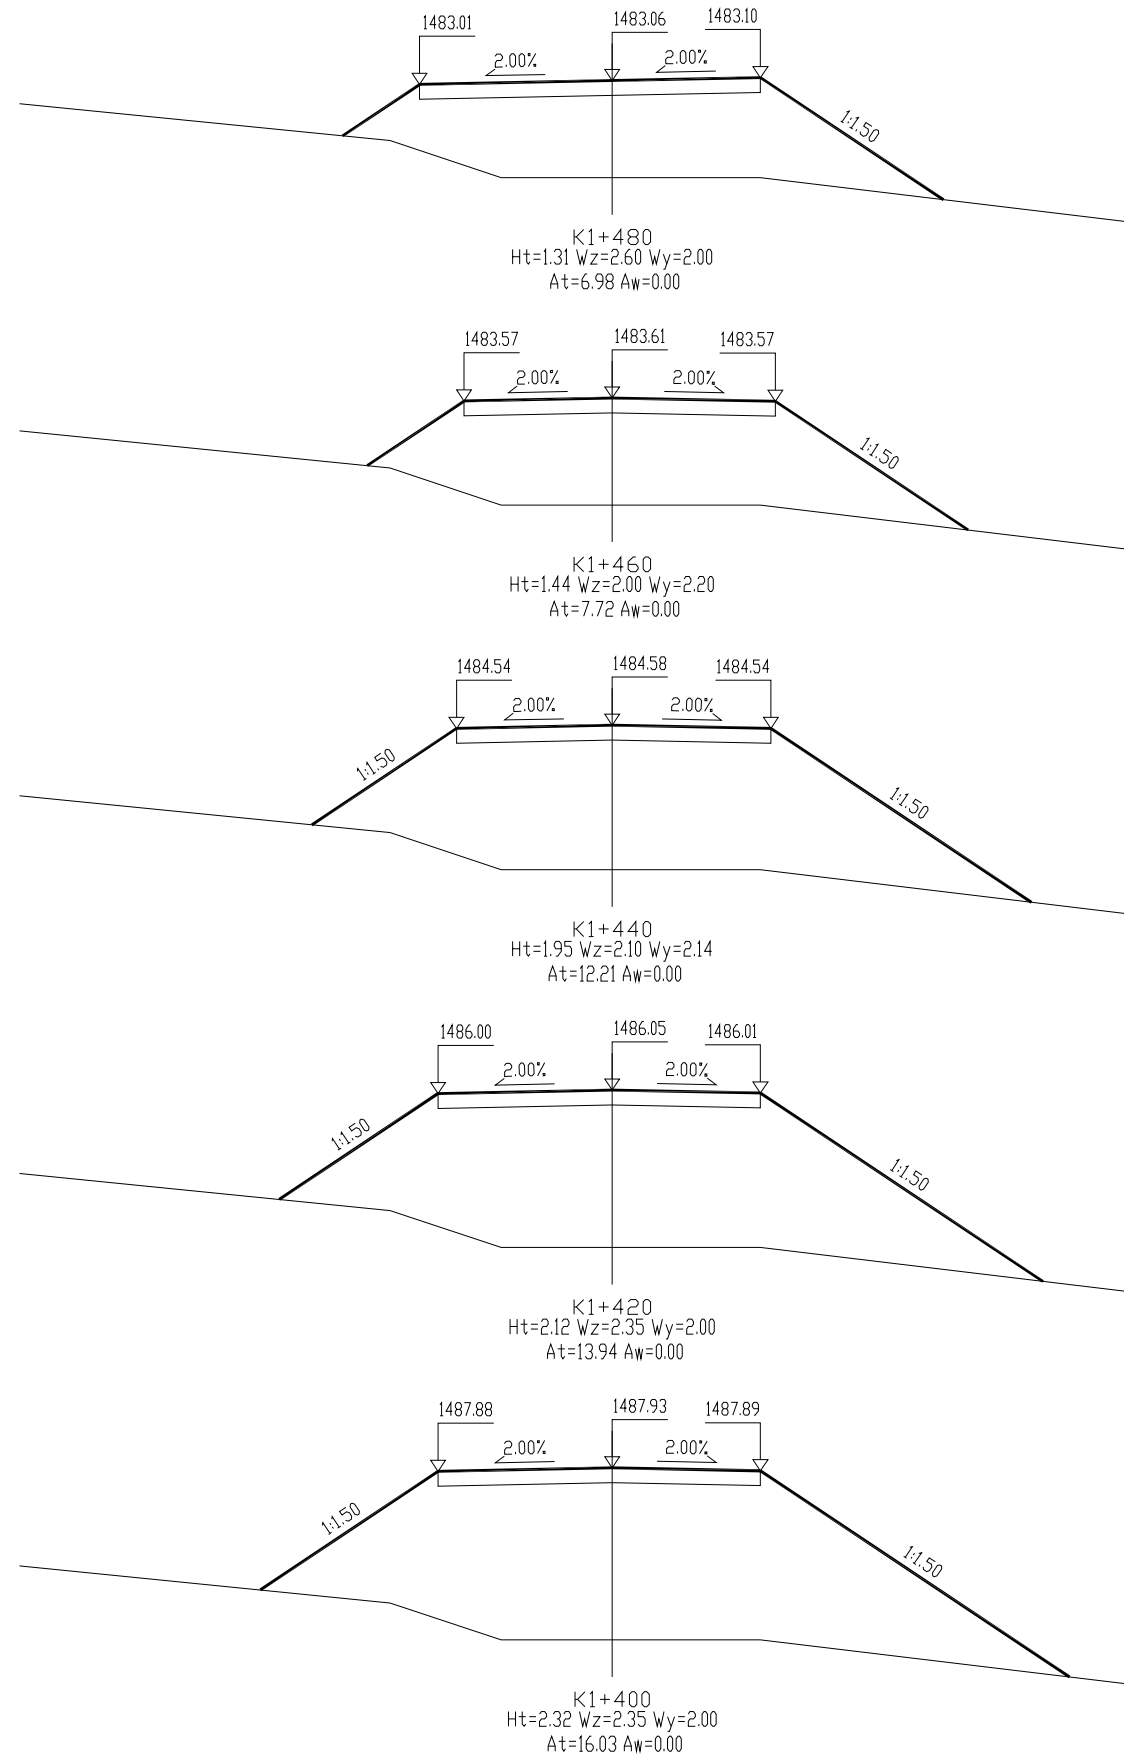 1483.01 1483.06 1483.10
2.00% 2.00%
1:1.50
K1+480
Ht=1.31 Wz=2.60 Wy=2.00
At=6.98 Aw=0.00
1483.57 1483.61 1483.57
2.00% 2.00%
1:1.50
K1+460
Ht=1.44 Wz=2.00 Wy=2.20
At=7.72 Aw=0.00
1484.54 1484.58 1484.54
2.00% 2.00%
1:1.50 1:1.50
K1+440
Ht=1.95 Wz=2.10 Wy=2.14
At=12.21 Aw=0.00
1486.00 1486.05 1486.01
2.00% 2.00%
1:1.50 1:1.50
K1+420
Ht=2.12 Wz=2.35 Wy=2.00
At=13.94 Aw=0.00
1487.88 1487.93 1487.89
2.00% 2.00%
1:1.50 1:1.50
K1+400
Ht=2.32 Wz=2.35 Wy=2.00
At=16.03 Aw=0.00